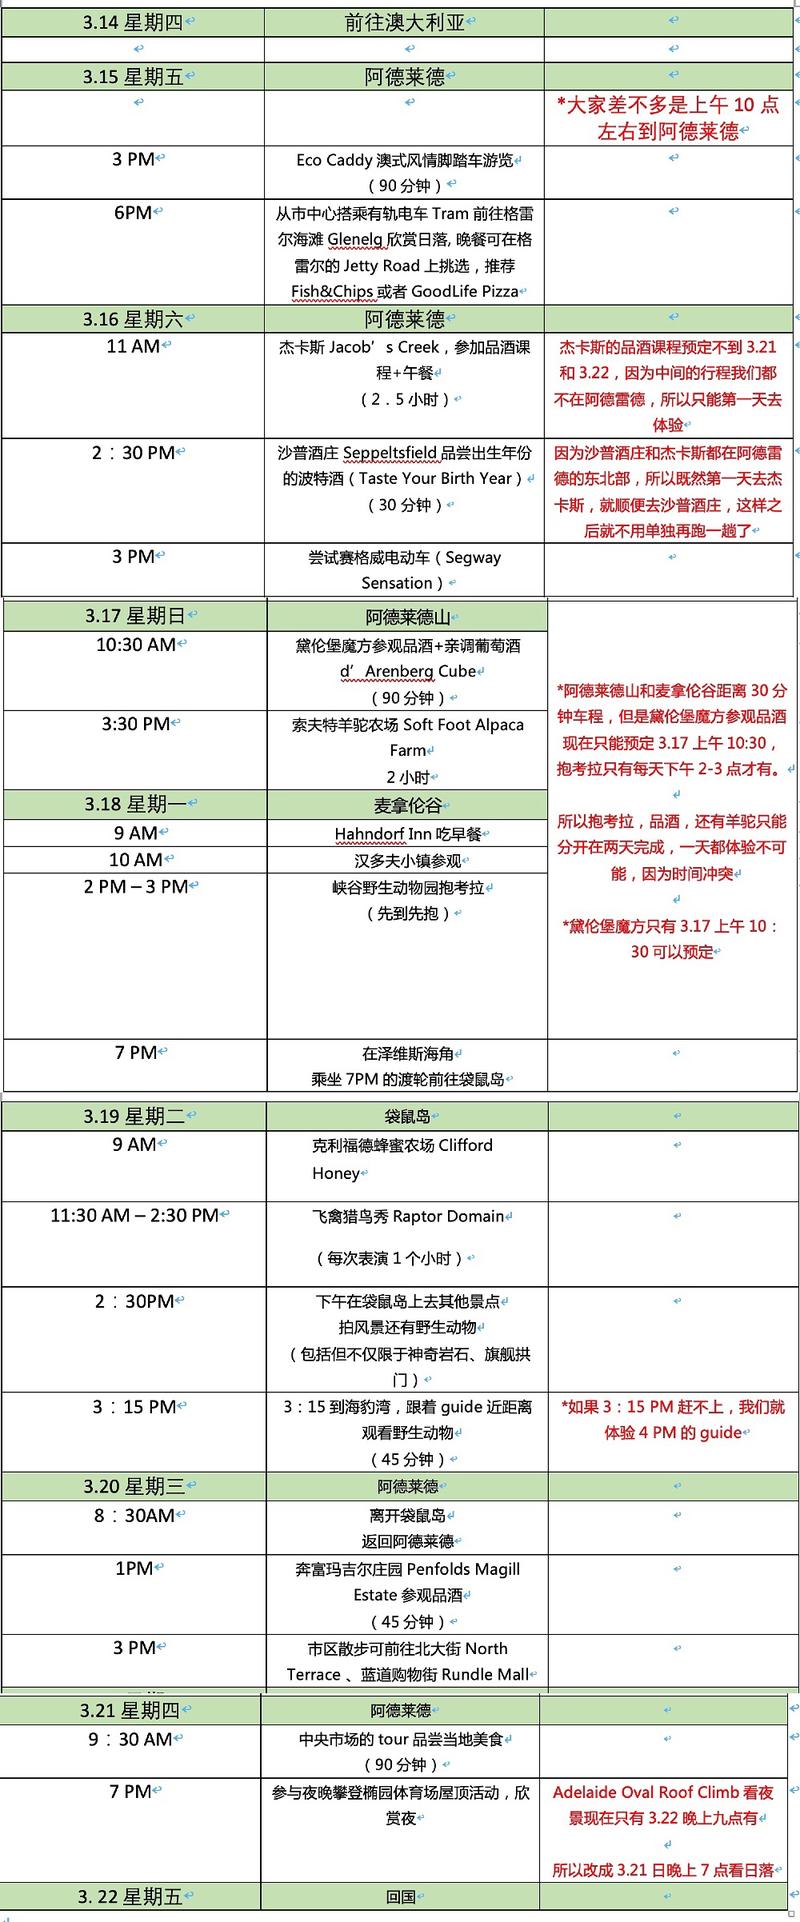 3.14 星期四
前往澳大利亚
3.15 星期五
阿德莱德
*大家差不多是上午 10 点
左右到阿德莱德
3 PM
Eco Caddy 澳式风情脚踏车游览
（90 分钟）
6PM
从市中心搭乘有轨电车 Tram 前往格雷
尔海滩 Glenelg 欣赏日落, 晚餐可在格
雷尔的 Jetty Road 上挑选，推荐
Fish&Chips 或者 GoodLife Pizza
3.16 星期六
阿德莱德
11 AM
杰卡斯 Jacob's Creek，参加品酒课
程+午餐
（2．5 小时）
杰卡斯的品酒课程预定不到 3.21
和 3.22，因为中间的行程我们都
不在阿德雷德，所以只能第一天去
体验
2：30 PM
沙普酒庄 Seppeltsfield 品尝出生年份
的波特酒（Taste Your Birth Year）
（30 分钟）
因为沙普酒庄和杰卡斯都在阿德雷
德的东北部，所以既然第一天去杰
卡斯，就顺便去沙普酒庄，这样之
后就不用单独再跑一趟了
3 PM
尝试赛格威电动车（Segway
Sensation）
3.17 星期日
阿德莱德山
10:30 AM
黛伦堡魔方参观品酒+亲调葡萄酒
d'Arenberg Cube
（90 分钟）
3:30 PM
索夫特羊驼农场 Soft Foot Alpaca
Farm
2 小时
3.18 星期一
麦拿伦谷
9 AM
Hahndorf Inn 吃早餐
10 AM
汉多夫小镇参观
2 PM – 3 PM
峡谷野生动物园抱考拉
（先到先抱）
*阿德莱德山和麦拿伦谷距离 30 分
钟车程，但是黛伦堡魔方参观品酒
现在只能预定 3.17 上午 10:30，
抱考拉只有每天下午 2-3 点才有。
所以抱考拉，品酒，还有羊驼只能
分开在两天完成，一天都体验不可
能，因为时间冲突
*黛伦堡魔方只有 3.17 上午 10：
30 可以预定
7 PM
在泽维斯海角
乘坐 7PM 的渡轮前往袋鼠岛
3.19 星期二
袋鼠岛
9 AM
克利福德蜂蜜农场 Clifford
Honey
11:30 AM – 2:30 PM
飞禽猎鸟秀 Raptor Domain
（每次表演 1 个小时）
2：30PM
下午在袋鼠岛上去其他景点
拍风景还有野生动物
（包括但不仅限于神奇岩石、旗舰拱
门）
3：15 PM
3：15 到海豹湾，跟着 guide 近距离
观看野生动物
（45 分钟）
*如果 3：15 PM 赶不上，我们就
体验 4 PM 的 guide
3.20 星期三
阿德莱德
8：30AM
离开袋鼠岛
返回阿德莱德
1PM
奔富玛吉尔庄园 Penfolds Magill
Estate 参观品酒
（45 分钟）
3 PM
市区散步可前往北大街 North
Terrace 、蓝道购物街 Rundle Mall
3.21 星期四
阿德莱德
9：30 AM
中央市场的 tour 品尝当地美食
（90 分钟）
7 PM
参与夜晚攀登椭园体育场屋顶活动，欣
赏夜
Adelaide Oval Roof Climb 看夜
景现在只有 3.22 晚上九点有
所以改成 3.21 日晚上 7 点看日落
3. 22 星期五
回国